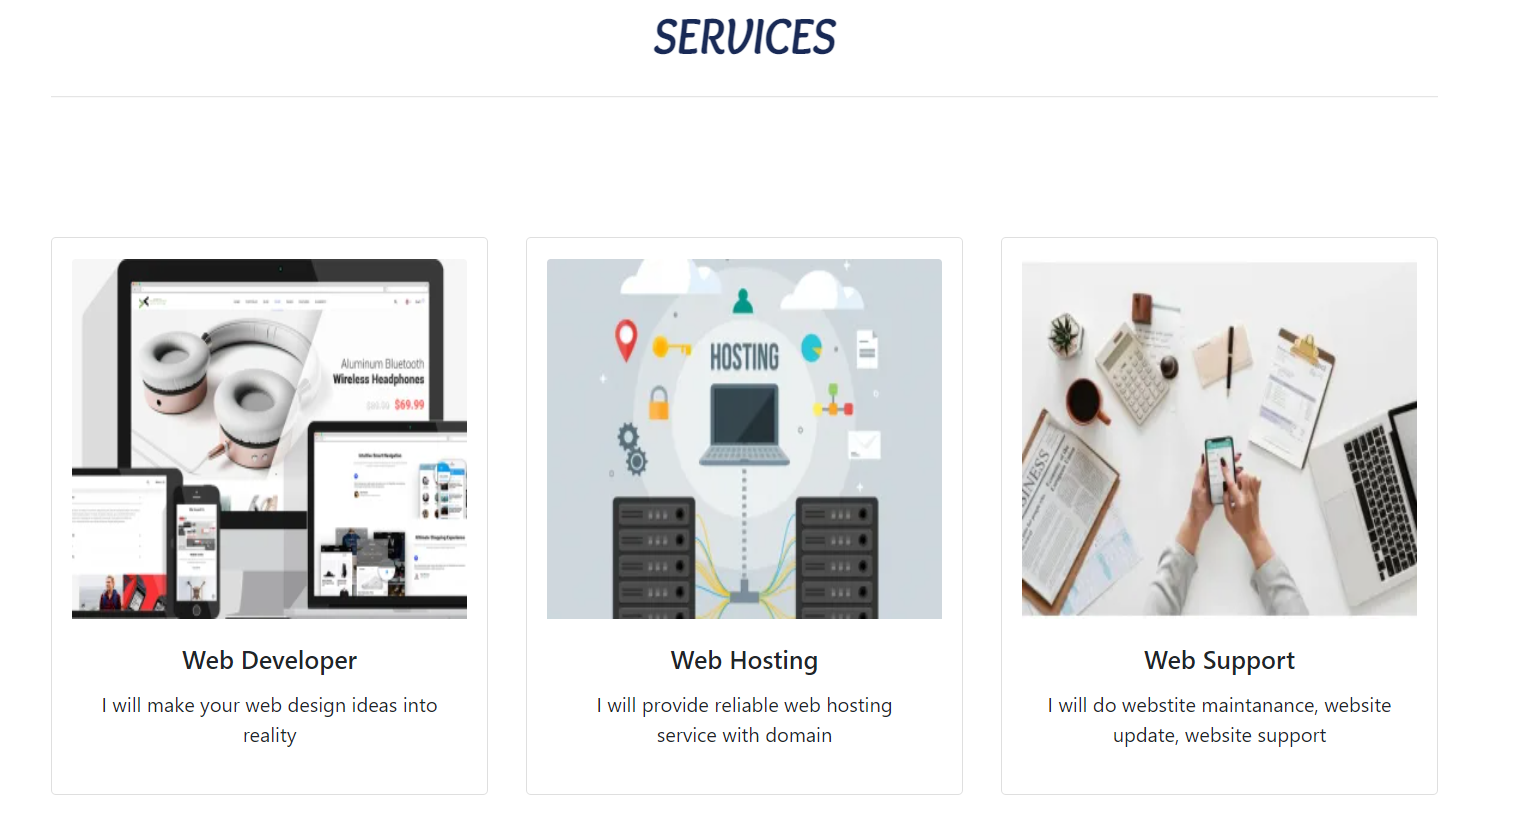 SERVICES
Aluminum Bluetooth
Wireless Headphones
$69.99
HOSTING
BUSINESS
Web Developer
I will make your web design ideas into
reality
Web Hosting
I will provide reliable web hosting
service with domain
Web Support
I will do webstite maintanance, website
update, website support